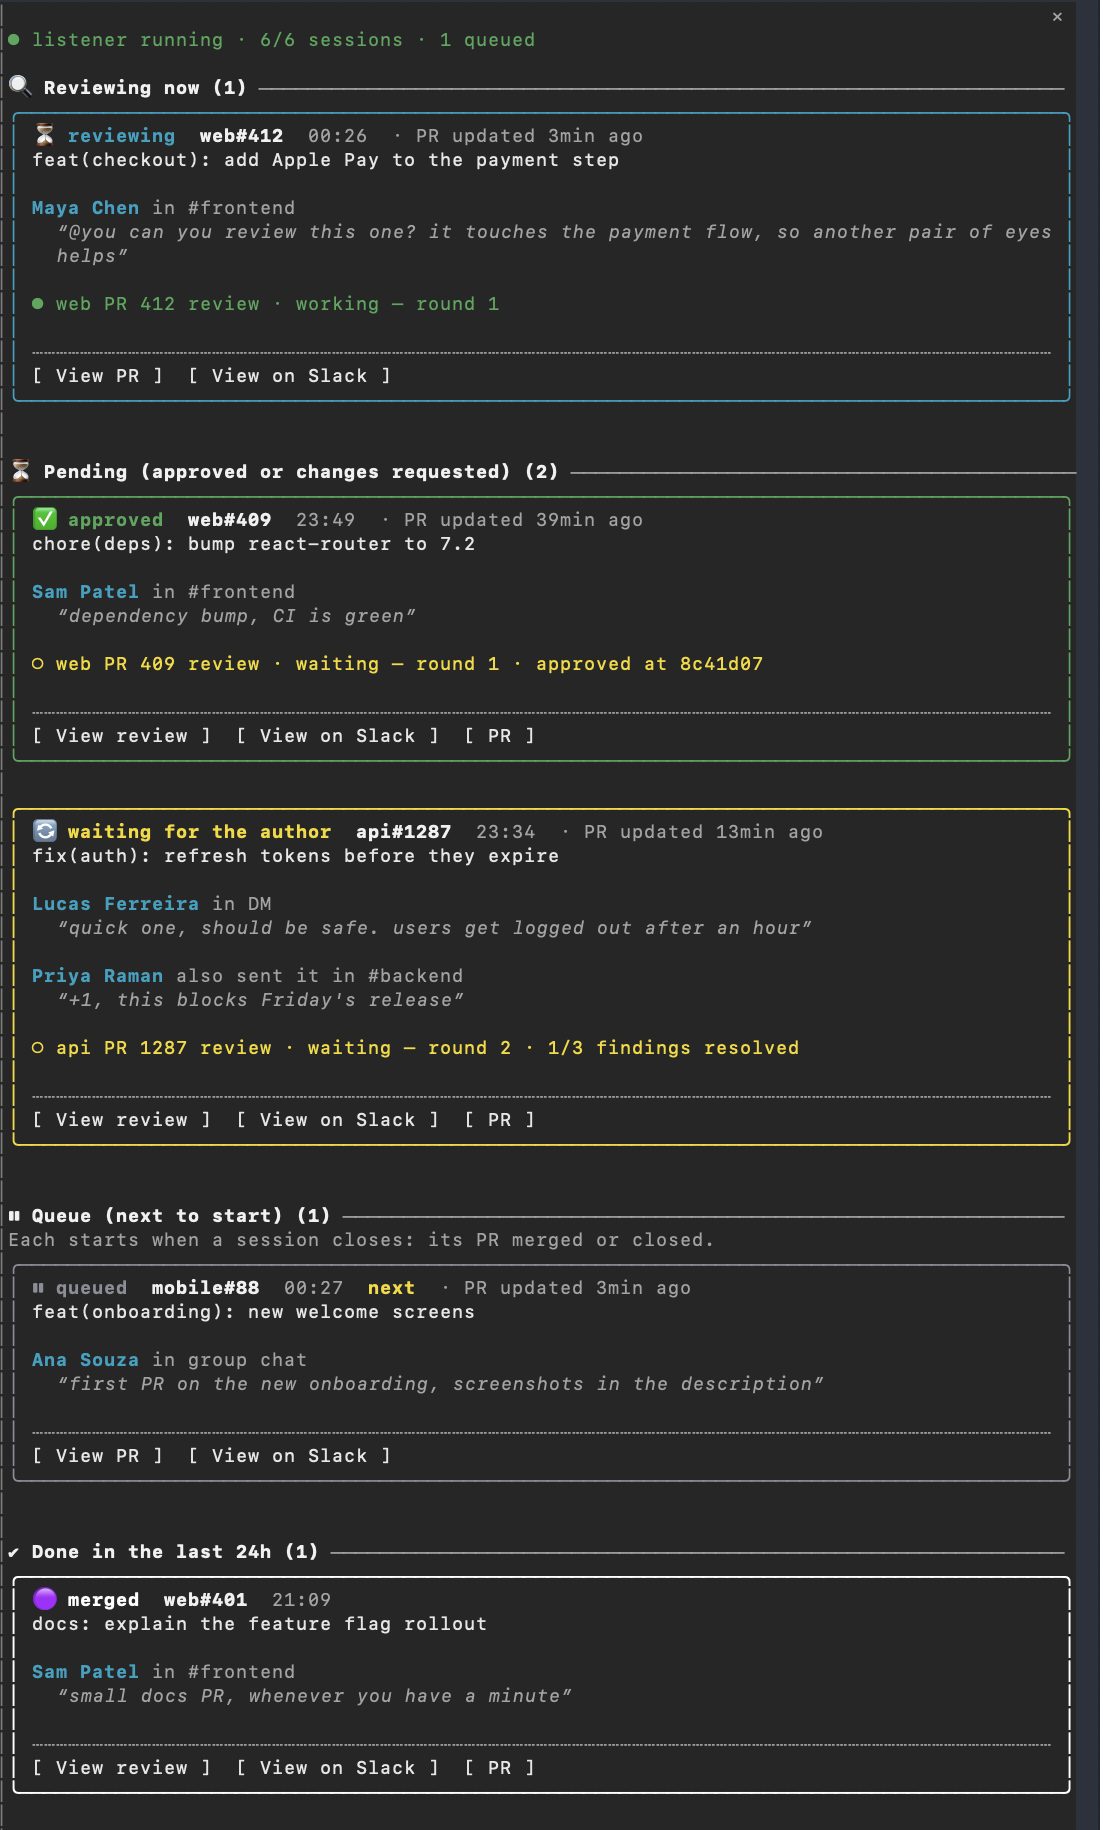 ×
● listener running · 6/6 sessions · 1 queued
🔍 Reviewing now (1)
⏳ reviewing web#412 00:26 · PR updated 3min ago
feat(checkout): add Apple Pay to the payment step
Maya Chen in #frontend
“@you can you review this one? it touches the payment flow, so another pair of eyes
helps”
● web PR 412 review · working — round 1
[ View PR ] [ View on Slack ]
⏳ Pending (approved or changes requested) (2)
✅ approved web#409 23:49 · PR updated 39min ago
chore(deps): bump react-router to 7.2
Sam Patel in #frontend
“dependency bump, CI is green”
○ web PR 409 review · waiting — round 1 · approved at 8c41d07
[ View review ] [ View on Slack ] [ PR ]
🔄 waiting for the author api#1287 23:34 · PR updated 13min ago
fix(auth): refresh tokens before they expire
Lucas Ferreira in DM
“quick one, should be safe. users get logged out after an hour”
Priya Raman also sent it in #backend
“+1, this blocks Friday's release”
○ api PR 1287 review · waiting — round 2 · 1/3 findings resolved
[ View review ] [ View on Slack ] [ PR ]
⏸ Queue (next to start) (1)
Each starts when a session closes: its PR merged or closed.
⏸ queued mobile#88 00:27 next · PR updated 3min ago
feat(onboarding): new welcome screens
Ana Souza in group chat
“first PR on the new onboarding, screenshots in the description”
[ View PR ] [ View on Slack ]
✔ Done in the last 24h (1)
🟣 merged web#401 21:09
docs: explain the feature flag rollout
Sam Patel in #frontend
“small docs PR, whenever you have a minute”
[ View review ] [ View on Slack ] [ PR ]